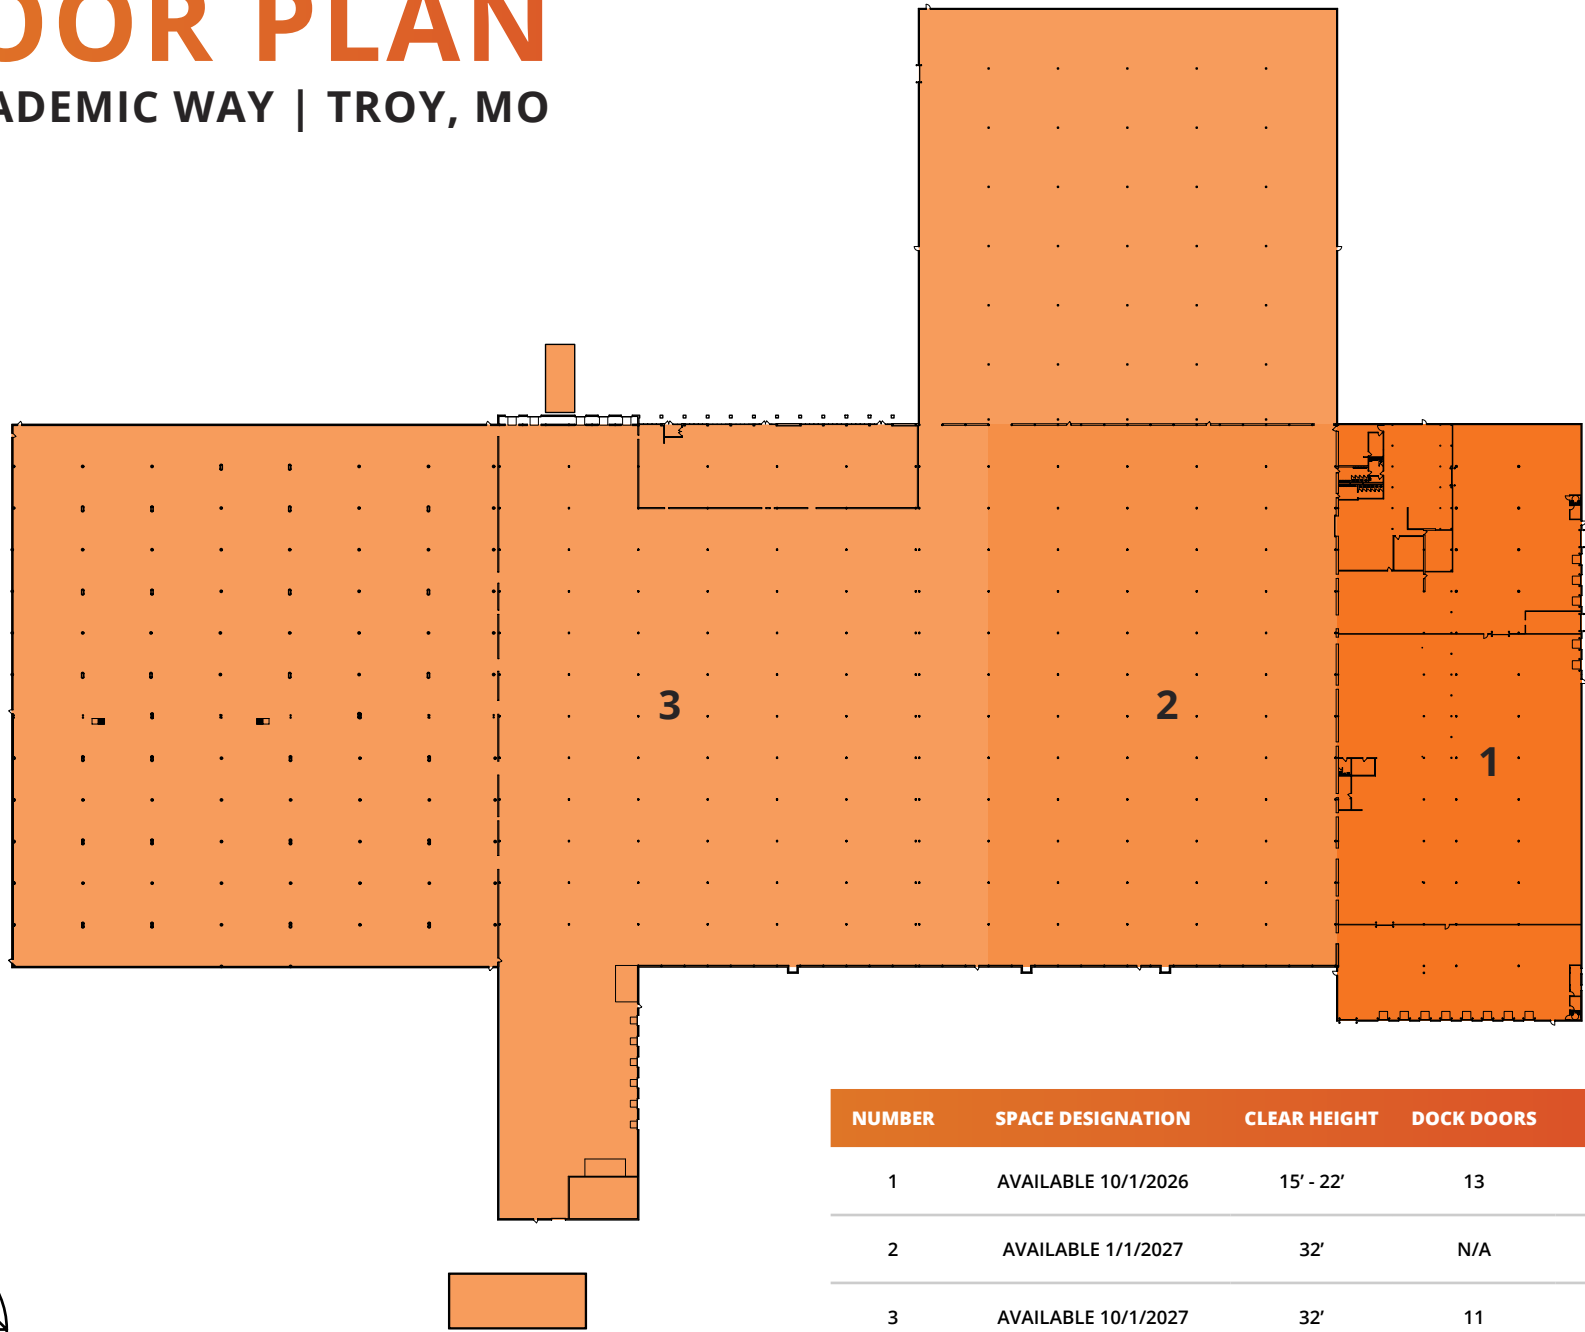 OOR PLAN
ADEMIC WAY | TROY, MO
3
2
1
NUMBER SPACE DESIGNATION CLEAR HEIGHT DOCK DOORS
1 AVAILABLE 10/1/2026 15’ - 22’ 13
2 AVAILABLE 1/1/2027 32’ N/A
3 AVAILABLE 10/1/2027 32’ 11